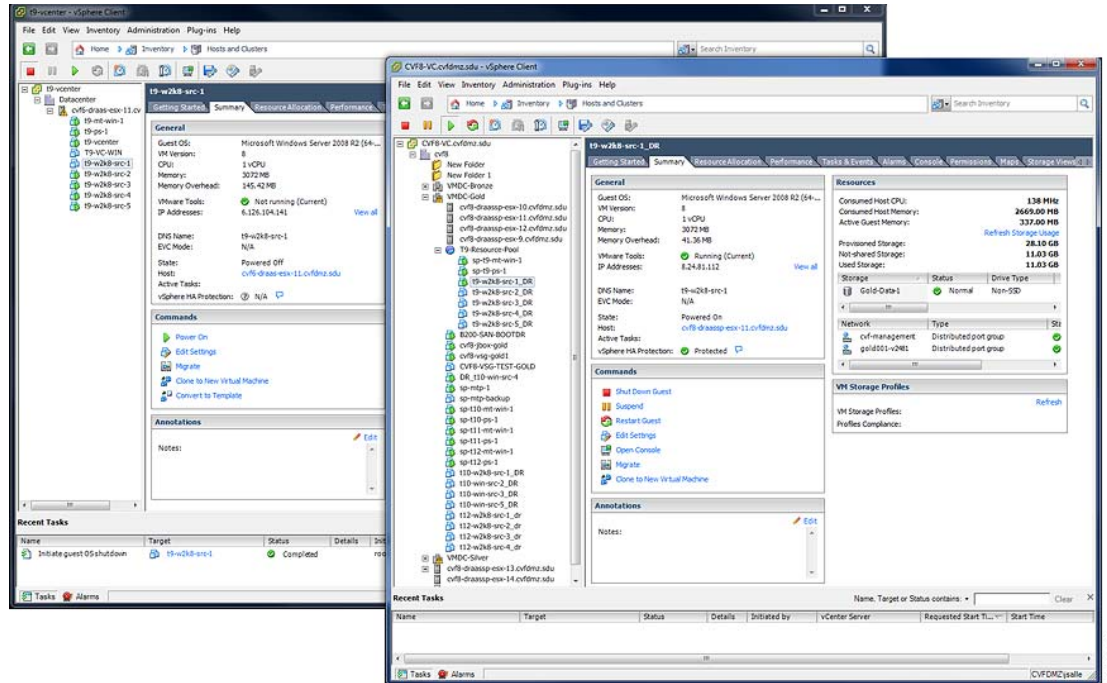 t9-vcenter - vSphere Client
File Edit View Inventory Administration Plug-ins Help
Home Inventory Hosts and Clusters
Search Inventory
t9-vcenter
Datacenter
cvf6-draas-esx-11.cv
t9-mt-win-1
t9-ps-1
t9-vcenter
T9-VC-WIN
t9-w2k8-src-1
t9-w2k8-src-2
t9-w2k8-src-3
t9-w2k8-src-4
t9-w2k8-src-5
t9-w2k8-src-1
Getting Started Summary Resource Allocation Performance
General
Guest OS: Microsoft Windows Server 2008 R2 (64-...
VM Version: 8
CPU: 1 vCPU
Memory: 3072 MB
Memory Overhead: 145.42 MB
VMware Tools: Not running (Current)
IP Addresses: 6.126.104.141 View all
DNS Name: t9-w2k8-src-1
EVC Mode: N/A
State: Powered Off
Host: cvf6-draas-esx-11.cvfdmz.sdu
Active Tasks:
vSphere HA Protection: N/A
Commands
Power On
Edit Settings
Migrate
Clone to New Virtual Machine
Convert to Template
Annotations
Edit
Notes:
Recent Tasks
Name Target Status Details
Initiate guest OS shutdown t9-w2k8-src-1 Completed
Tasks Alarms
CVF8-VC.cvfdmz.sdu - vSphere Client
File Edit View Inventory Administration Plug-ins Help
Home Inventory Hosts and Clusters
Search Inventory
CVF8-VC.cvfdmz.sdu
cvf8
New Folder
New Folder 1
VMDC-Bronze
VMDC-Gold
cvf8-draassp-esx-10.cvfdmz.sdu
cvf8-draassp-esx-11.cvfdmz.sdu
cvf8-draassp-esx-12.cvfdmz.sdu
cvf8-draassp-esx-9.cvfdmz.sdu
T9-Resource-Pool
sp-t9-mt-win-1
sp-t9-ps-1
t9-w2k8-src-1_DR
t9-w2k8-src-2_DR
t9-w2k8-src-3_DR
t9-w2k8-src-4_DR
t9-w2k8-src-5_DR
B200-SAN-BOOTDR
cvf8-jbox-gold
cvf8-vsg-gold1
CVF8-VSG-TEST-GOLD
DR_t10-win-src-4
sp-mtp-1
sp-mtp-backup
sp-t10-mt-win-1
sp-t10-ps-1
sp-t11-mt-win-1
sp-t11-ps-1
sp-t12-mt-win-1
sp-t12-ps-1
t10-w2k8-src-1_DR
t10-win-src-2_DR
t10-win-src-3_DR
t10-win-src-5_DR
t12-w2k8-src-1_dr
t12-w2k8-src-2_dr
t12-w2k8-src-3_dr
t12-w2k8-src-4_dr
VMDC-Silver
cvf8-draassp-esx-13.cvfdmz.sdu
cvf8-draassp-esx-14.cvfdmz.sdu
t9-w2k8-src-1_DR
Getting Started Summary Resource Allocation Performance Tasks & Events Alarms Console Permissions Maps Storage Views
General
Guest OS: Microsoft Windows Server 2008 R2 (64-...
VM Version: 8
CPU: 1 vCPU
Memory: 3072 MB
Memory Overhead: 41.36 MB
VMware Tools: Running (Current)
IP Addresses: 8.24.81.112 View all
DNS Name: t9-w2k8-src-1
EVC Mode: N/A
State: Powered On
Host: cvf8-draassp-esx-11.cvfdmz.sdu
Active Tasks:
vSphere HA Protection: Protected
Commands
Shut Down Guest
Suspend
Restart Guest
Edit Settings
Open Console
Migrate
Clone to New Virtual Machine
Annotations
Edit
Notes:
Resources
Consumed Host CPU: 138 MHz
Consumed Host Memory: 2669.00 MB
Active Guest Memory: 337.00 MB
Refresh Storage Usage
Provisioned Storage: 28.10 GB
Not-shared Storage: 11.03 GB
Used Storage: 11.03 GB
Storage Status Drive Type
Gold-Data-1 Normal Non-SSD
Network Type
cvf-management Distributed port group
gold001-v2481 Distributed port group
VM Storage Profiles
Refresh
VM Storage Profiles:
Profiles Compliance:
Recent Tasks
Name, Target or Status contains: Clear
Name Target Status Details Initiated by vCenter Server Requested Start Ti... Start Time
Tasks Alarms
CVFDMZ\jsalle